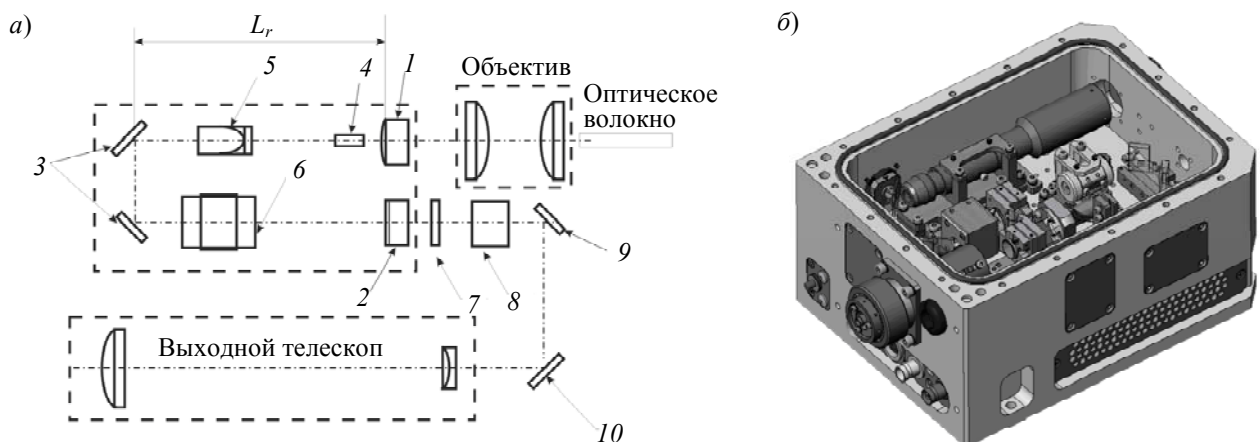 а)
б)
L_r
5
4
1
Объектив
Оптическое
волокно
3
6
9
2
7
8
Выходной телескоп
10